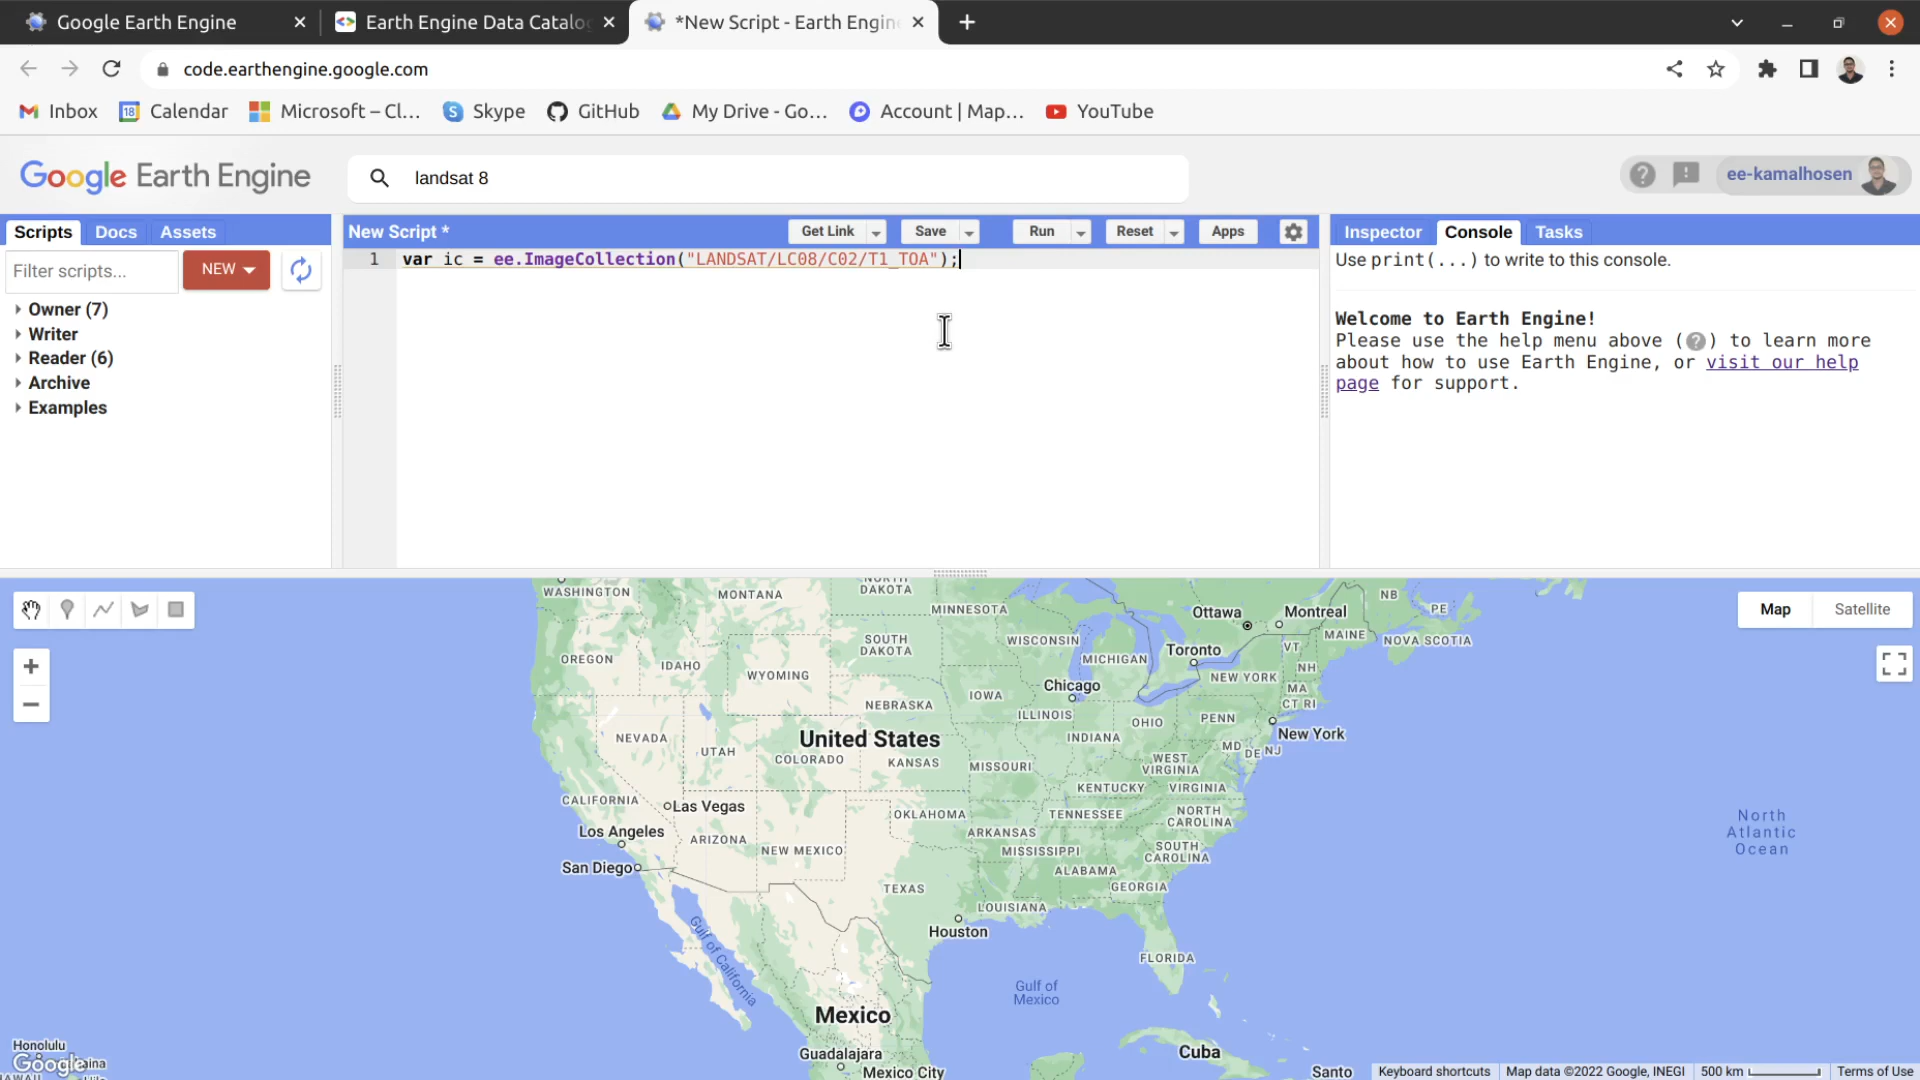 Google Earth Engine
Earth Engine Data Catalo
*New Script - Earth Engin
code.earthengine.google.com
Inbox
Calendar
Microsoft – Cl...
Skype
GitHub
My Drive - Go...
Account | Map...
YouTube
Google Earth Engine
landsat 8
ee-kamalhosen
Scripts
Docs
Assets
New Script *
Get Link
Save
Run
Reset
Apps
Inspector
Console
Tasks
Filter scripts...
NEW
1
var ic = ee.ImageCollection("LANDSAT/LC08/C02/T1_TOA");
Use print(...) to write to this console.
Owner (7)
Writer
Reader (6)
Archive
Examples
Welcome to Earth Engine!
Please use the help menu above (?) to learn more
about how to use Earth Engine, or visit our help
page for support.
Map
Satellite
WASHINGTON
MONTANA
NORTH
DAKOTA
MINNESOTA
Ottawa
Montreal
NB
PE
NOVA SCOTIA
MAINE
OREGON
IDAHO
SOUTH
DAKOTA
WISCONSIN
MICHIGAN
Toronto
VT
NH
WYOMING
NEW YORK
MA
CT RI
Chicago
IOWA
NEBRASKA
ILLINOIS
OHIO
PENN
New York
NEVADA
UTAH
United States
COLORADO
KANSAS
INDIANA
MD
DE
NJ
MISSOURI
WEST
VIRGINIA
KENTUCKY
VIRGINIA
CALIFORNIA
Las Vegas
OKLAHOMA
TENNESSEE
NORTH
CAROLINA
Los Angeles
ARIZONA
NEW MEXICO
ARKANSAS
MISSISSIPPI
SOUTH
CAROLINA
San Diego
ALABAMA
GEORGIA
TEXAS
LOUISIANA
Houston
FLORIDA
Gulf of California
Gulf of
Mexico
North
Atlantic
Ocean
Mexico
Guadalajara
Mexico City
Cuba
Santo
Honolulu
Google
Keyboard shortcuts
Map data ©2022 Google, INEGI
500 km
Terms of Use